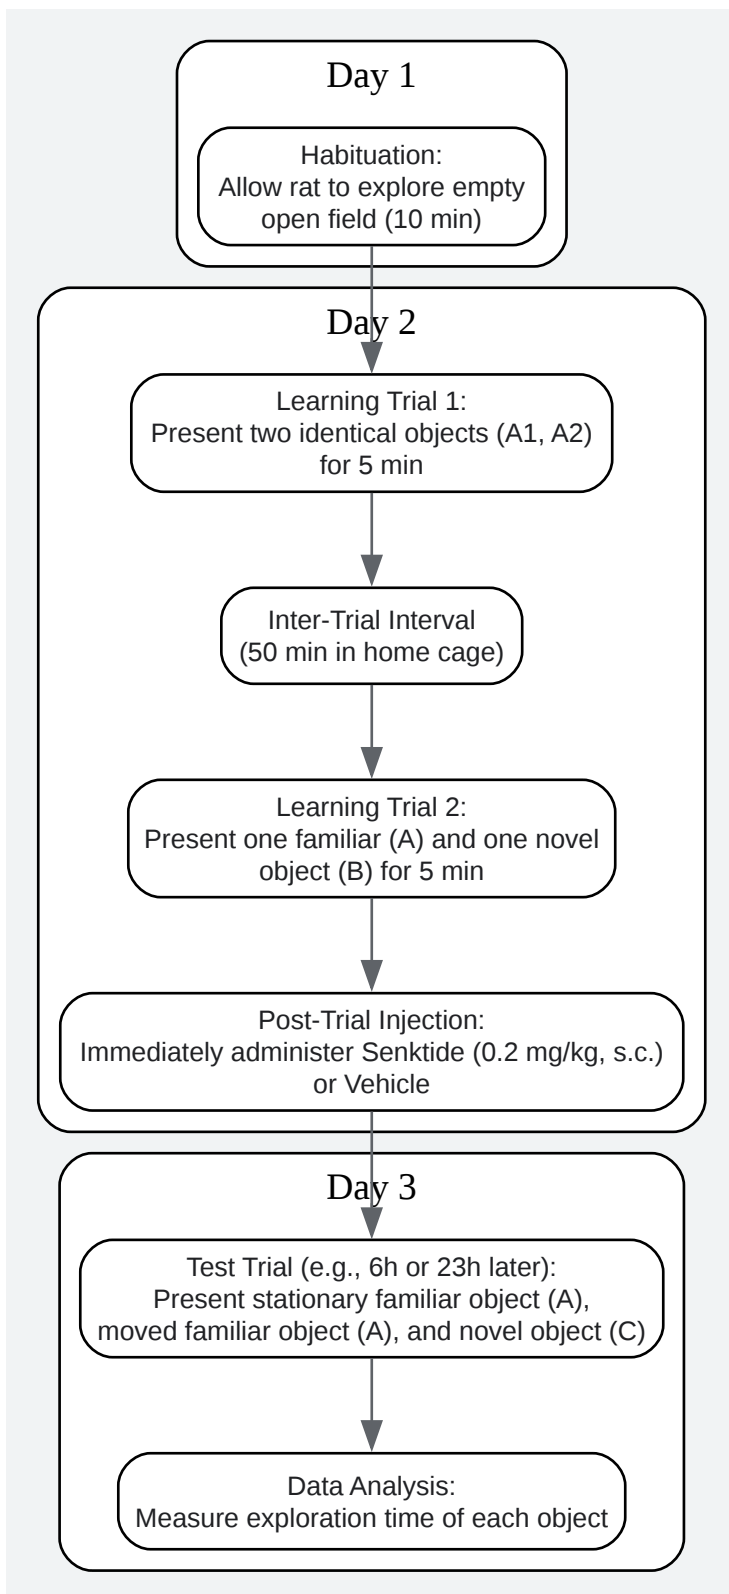 Day 1
Habituation:
Allow rat to explore empty
open field (10 min)
Day 2
Learning Trial 1:
Present two identical objects (A1, A2)
for 5 min
Inter-Trial Interval
(50 min in home cage)
Learning Trial 2:
Present one familiar (A) and one novel
object (B) for 5 min
Post-Trial Injection:
Immediately administer Senktide (0.2 mg/kg, s.c.)
or Vehicle
Day 3
Test Trial (e.g., 6h or 23h later):
Present stationary familiar object (A),
moved familiar object (A), and novel object (C)
Data Analysis:
Measure exploration time of each object